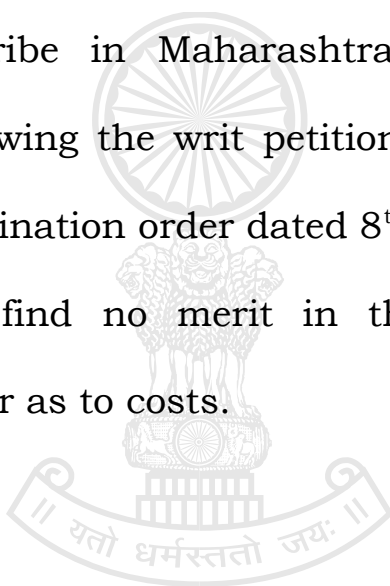 ribe in Maharashtra
wing the writ petition
ination order dated 8t
find no merit in th
r as to costs.
॥ यतो धर्मस्ततो जयः ॥